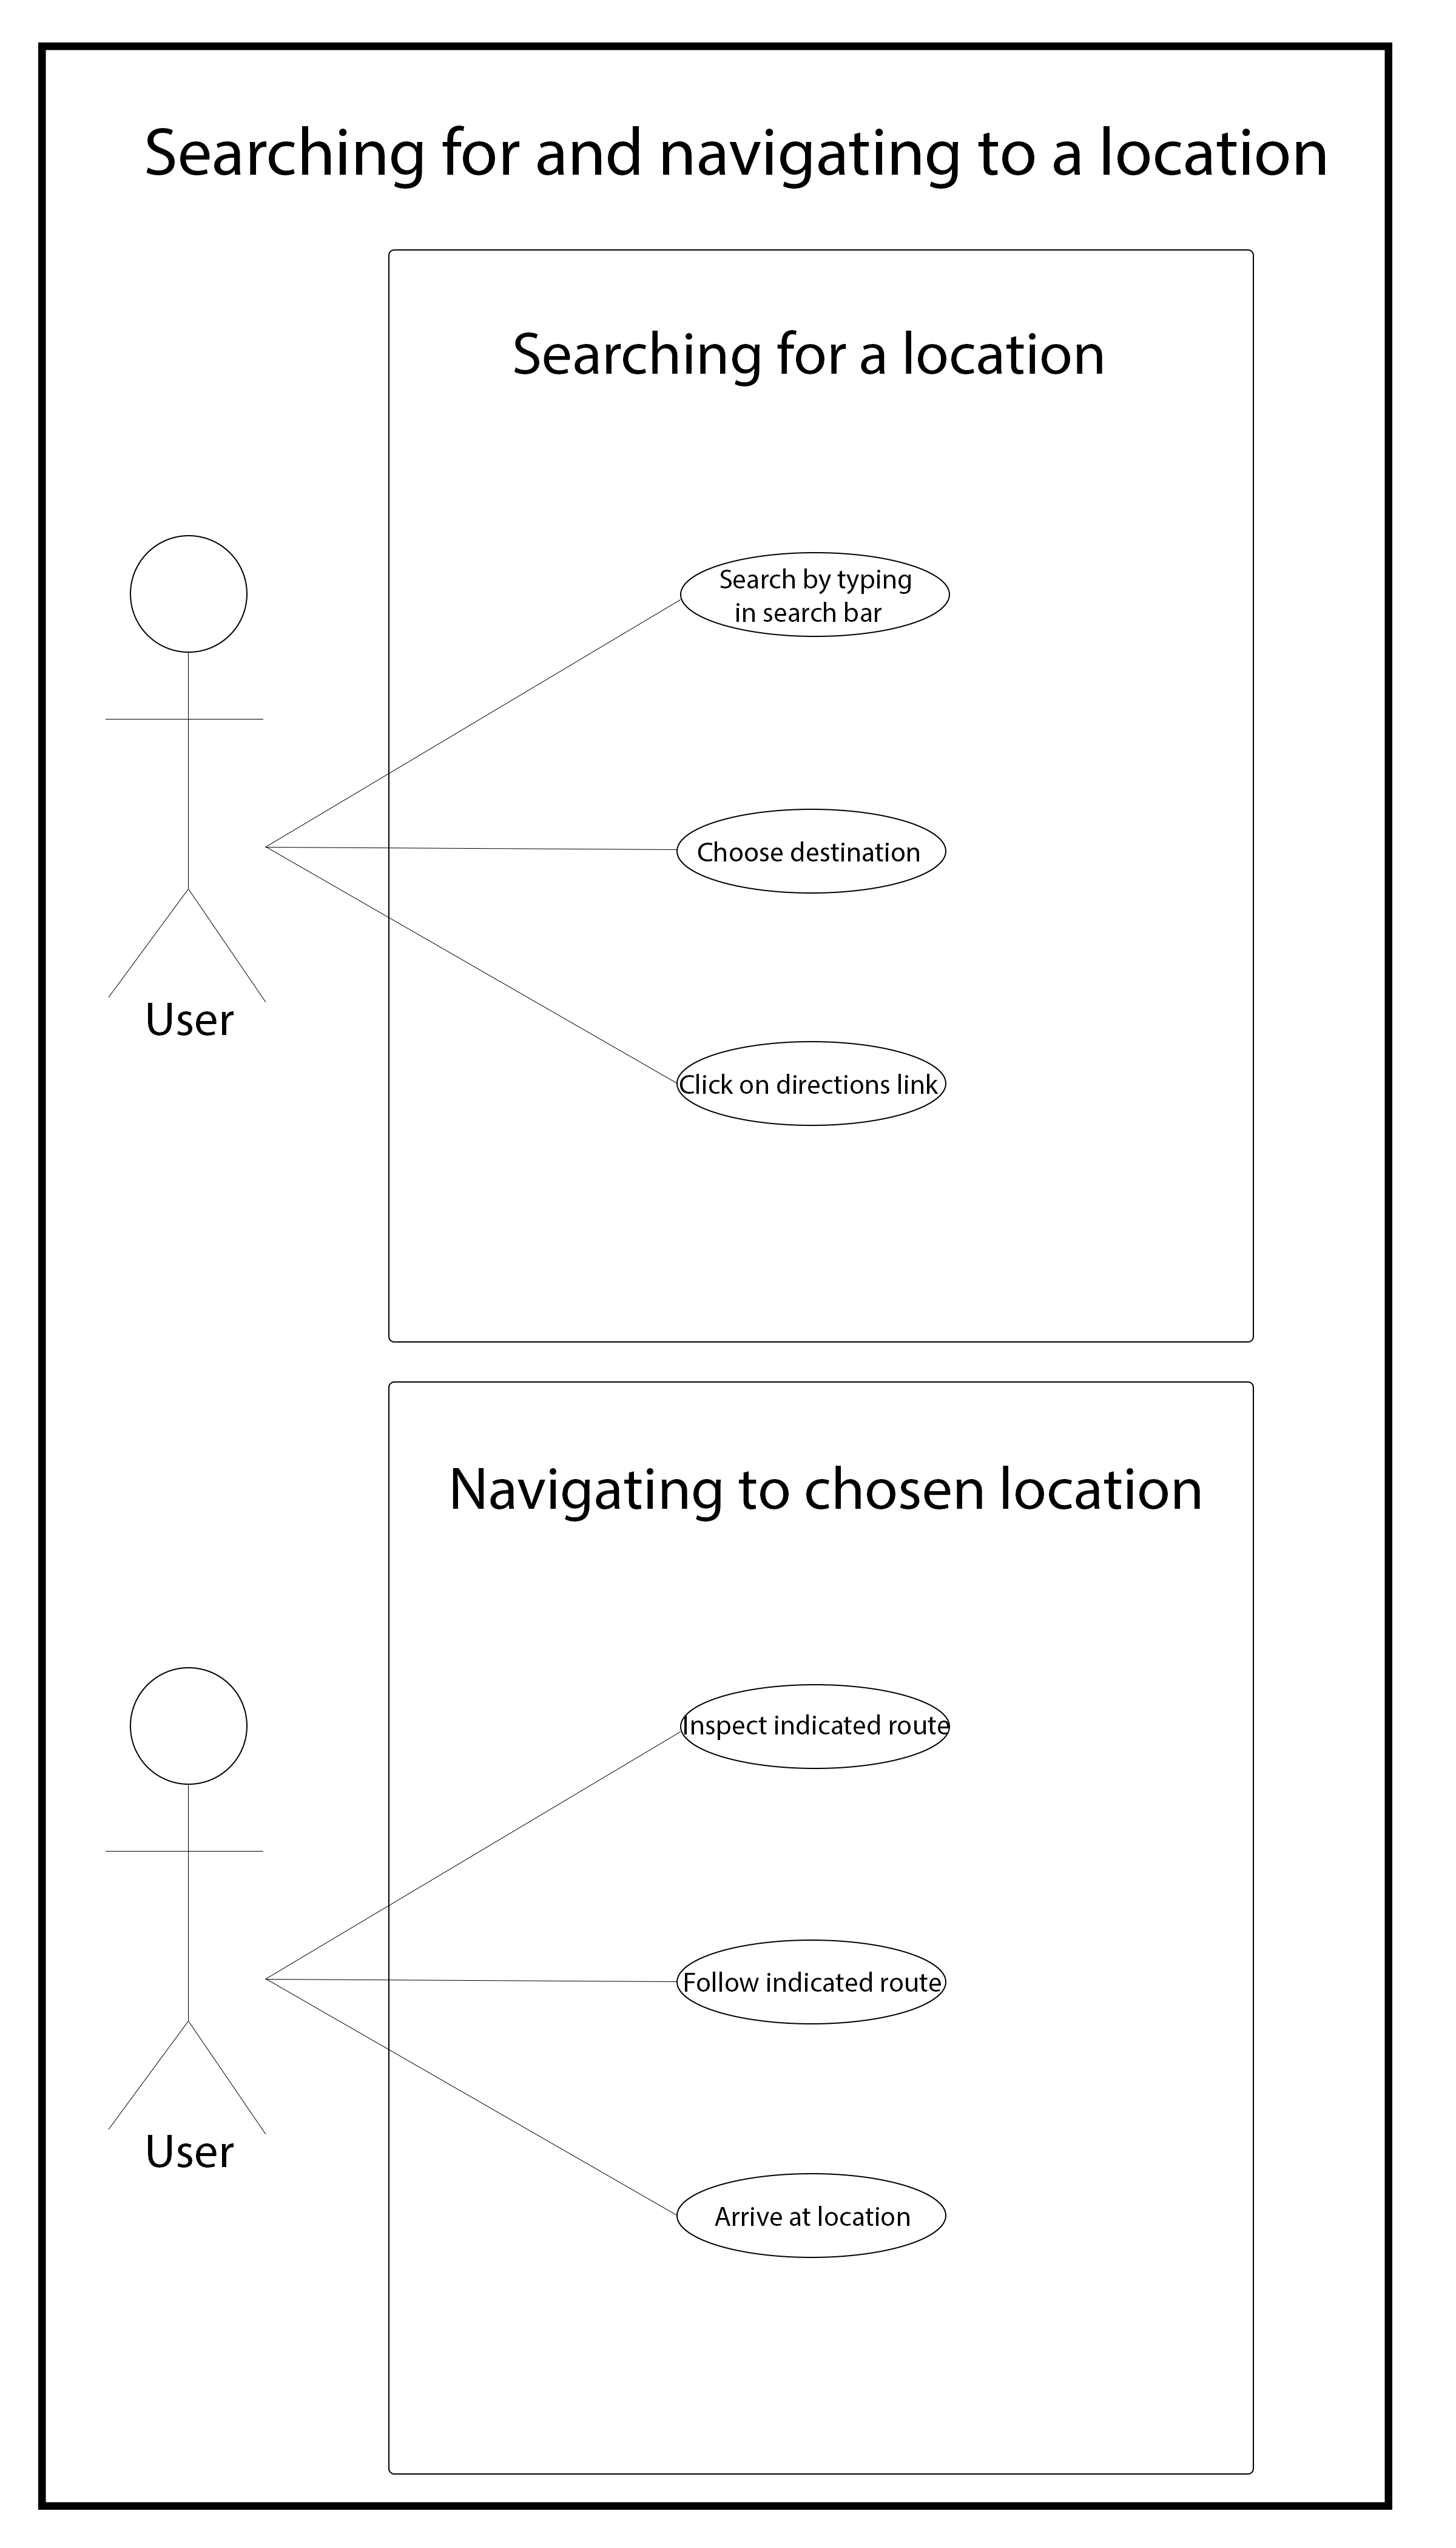 Searching for and navigating to a location
Searching for a location
Search by typing
in search bar
Choose destination
Click on directions link
User
Navigating to chosen location
Inspect indicated route
Follow indicated route
Arrive at location
User